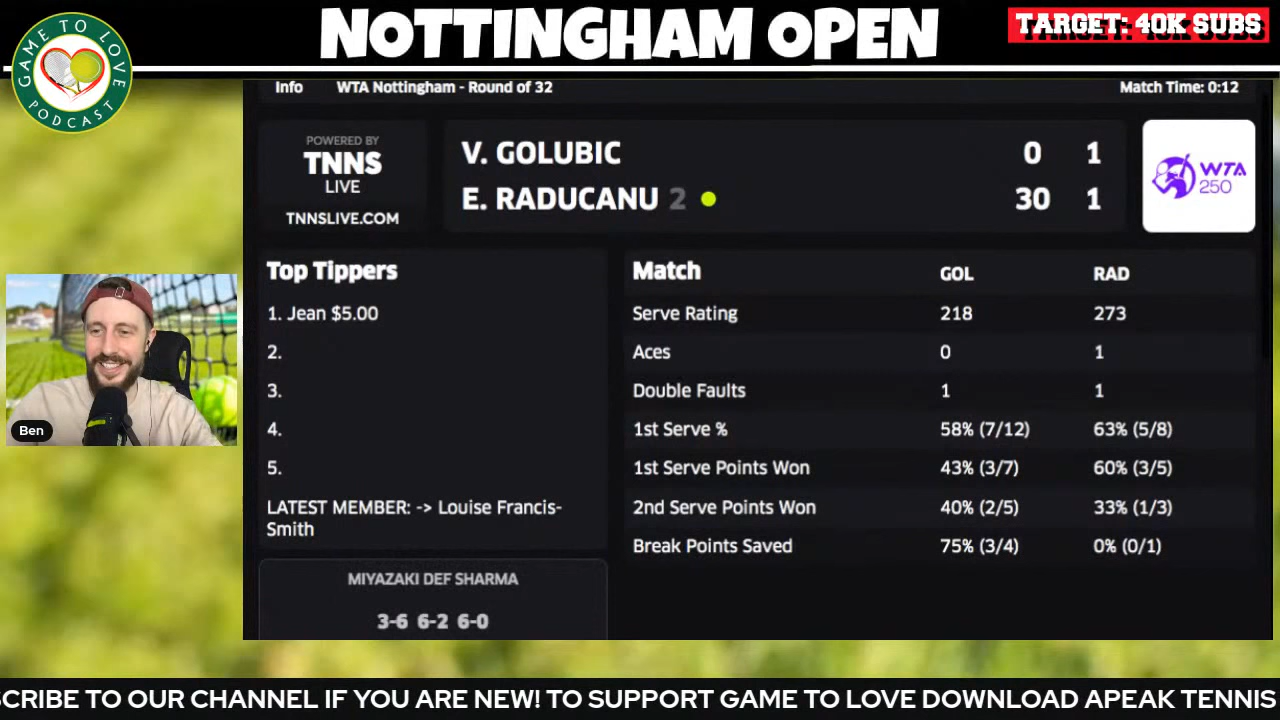 GAME TO LOVE
PODCAST
NOTTINGHAM OPEN
TARGET: 40K SUBS
Info WTA Nottingham - Round of 32 Match Time: 0:12
POWERED BY
TNNS
LIVE
TNNSLIVE.COM
V. GOLUBIC 0 1
E. RADUCANU 2 30 1
WTA
250
Top Tippers
1. Jean $5.00
2.
3.
4.
5.
LATEST MEMBER: -> Louise Francis-
Smith
MIYAZAKI DEF SHARMA
3-6 6-2 6-0
Match GOL RAD
Serve Rating 218 273
Aces 0 1
Double Faults 1 1
1st Serve % 58% (7/12) 63% (5/8)
1st Serve Points Won 43% (3/7) 60% (3/5)
2nd Serve Points Won 40% (2/5) 33% (1/3)
Break Points Saved 75% (3/4) 0% (0/1)
Ben
SCRIBE TO OUR CHANNEL IF YOU ARE NEW! TO SUPPORT GAME TO LOVE DOWNLOAD APEAK TENNIS